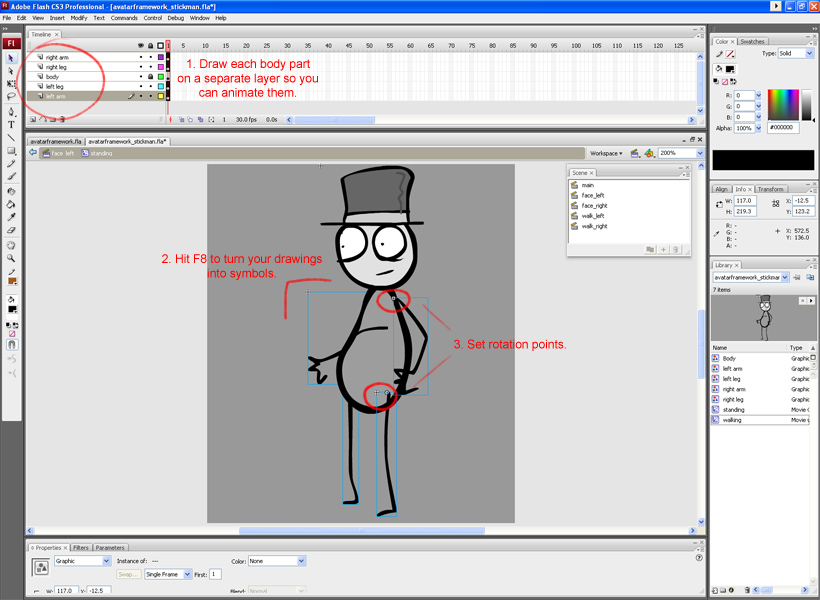 Adobe Flash CS3 Professional - [avatarframework_stickman.fla*]
File Edit View Insert Modify Text Commands Control Debug Window Help
Timeline ×
5 10 15 20 25 30 35 40 45 50 55 60 65 70 75 80 85 90 95 100 105 110 115 120 125
right arm
right leg
body
left leg
left arm
1. Draw each body part
on a separate layer so you
can animate them.
1 30.0 fps 0.0s
avatarframework.fla avatarframework_stickman.fla* ×
face_left standing Workspace 200%
Scene ×
main
face_left
face_right
walk_left
walk_right
2. Hit F8 to turn your drawings
into symbols.
3. Set rotation points.
Properties × Filters Parameters
Graphic Instance of: --- Color: None
Swap... Single Frame First: 1
W: 117.0 X: -12.5 Blend: Normal
Color × Swatches
Type: Solid
R: 0
G: 0
B: 0
Alpha: 100% #000000
Align Info × Transform
W: 117.0 X: -12.5
H: 219.3 Y: 123.2
R: -
G: - X: 572.5
B: - Y: 136.0
A: -
Library ×
avatarframework_stickmar
7 items
Name Type
Body Graphic
left arm Graphic
left leg Graphic
right arm Graphic
right leg Graphic
standing Movie
walking Movie